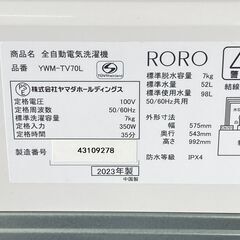 品名 全自動電気洗濯機
品番 YWM-TV70L
株式会社ヤマダホールディングス
定格電圧 100V
定格周波数 50/60Hz
標準洗濯容量 7kg
定格消費電力 350W
定格時間 35分
製造番号 43109278
2023年製
中国製
RORO
標準脱水容量 7kg
標準水量 52L
標準使用水量 98L
50/60Hz共用
外形寸法
幅 575mm
奥行 543mm
高さ 992mm
防水等級 IPX4
結線